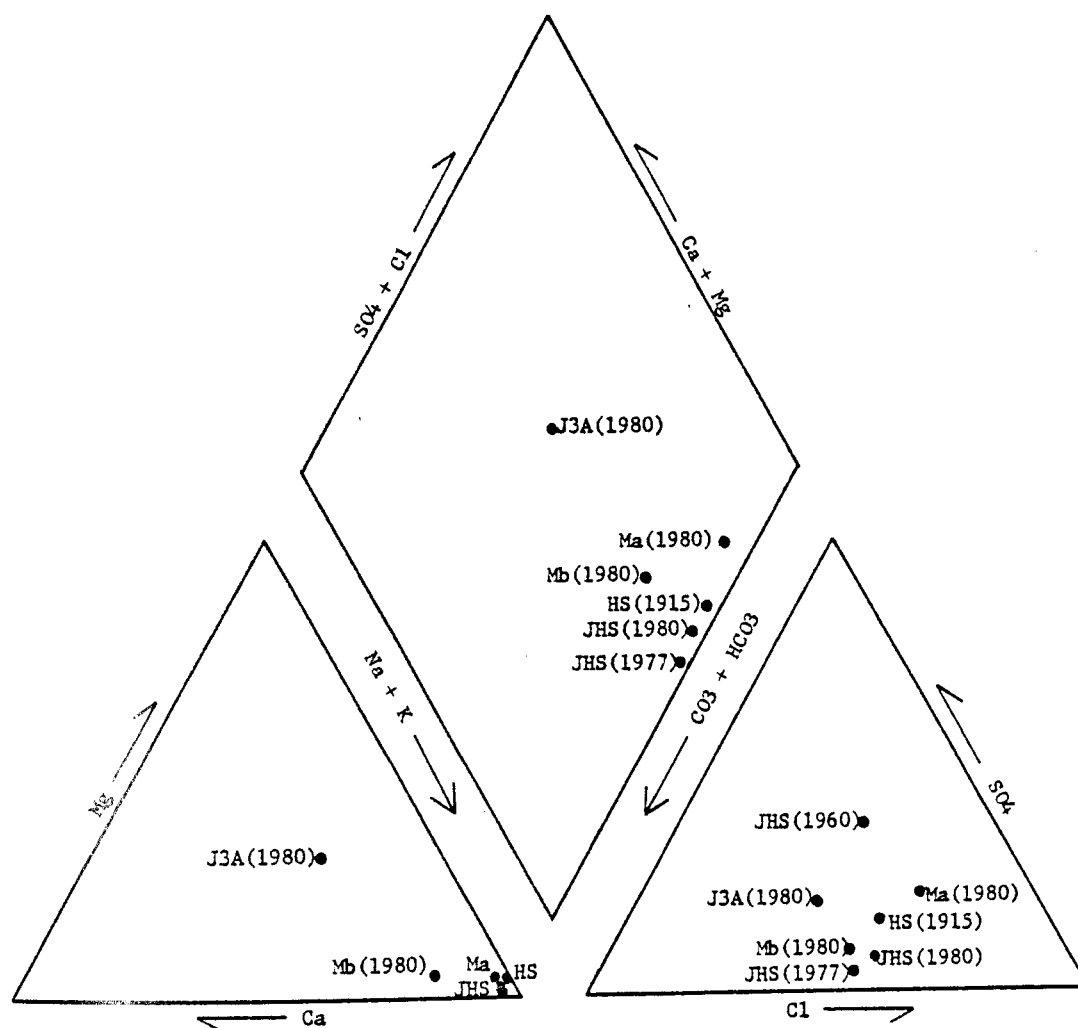 SO4 + Cl
Ca + Mg
J3A(1980)
Ma(1980)
Mb(1980)
HS(1915)
JHS(1980)
JHS(1977)
Na + K
CO3 + HCO3
Mg
J3A(1980)
Mb(1980)
Ma
HS
JHS
Ca
SO4
JHS(1960)
J3A(1980)
Ma(1980)
HS(1915)
Mb(1980)
JHS(1980)
JHS(1977)
Cl